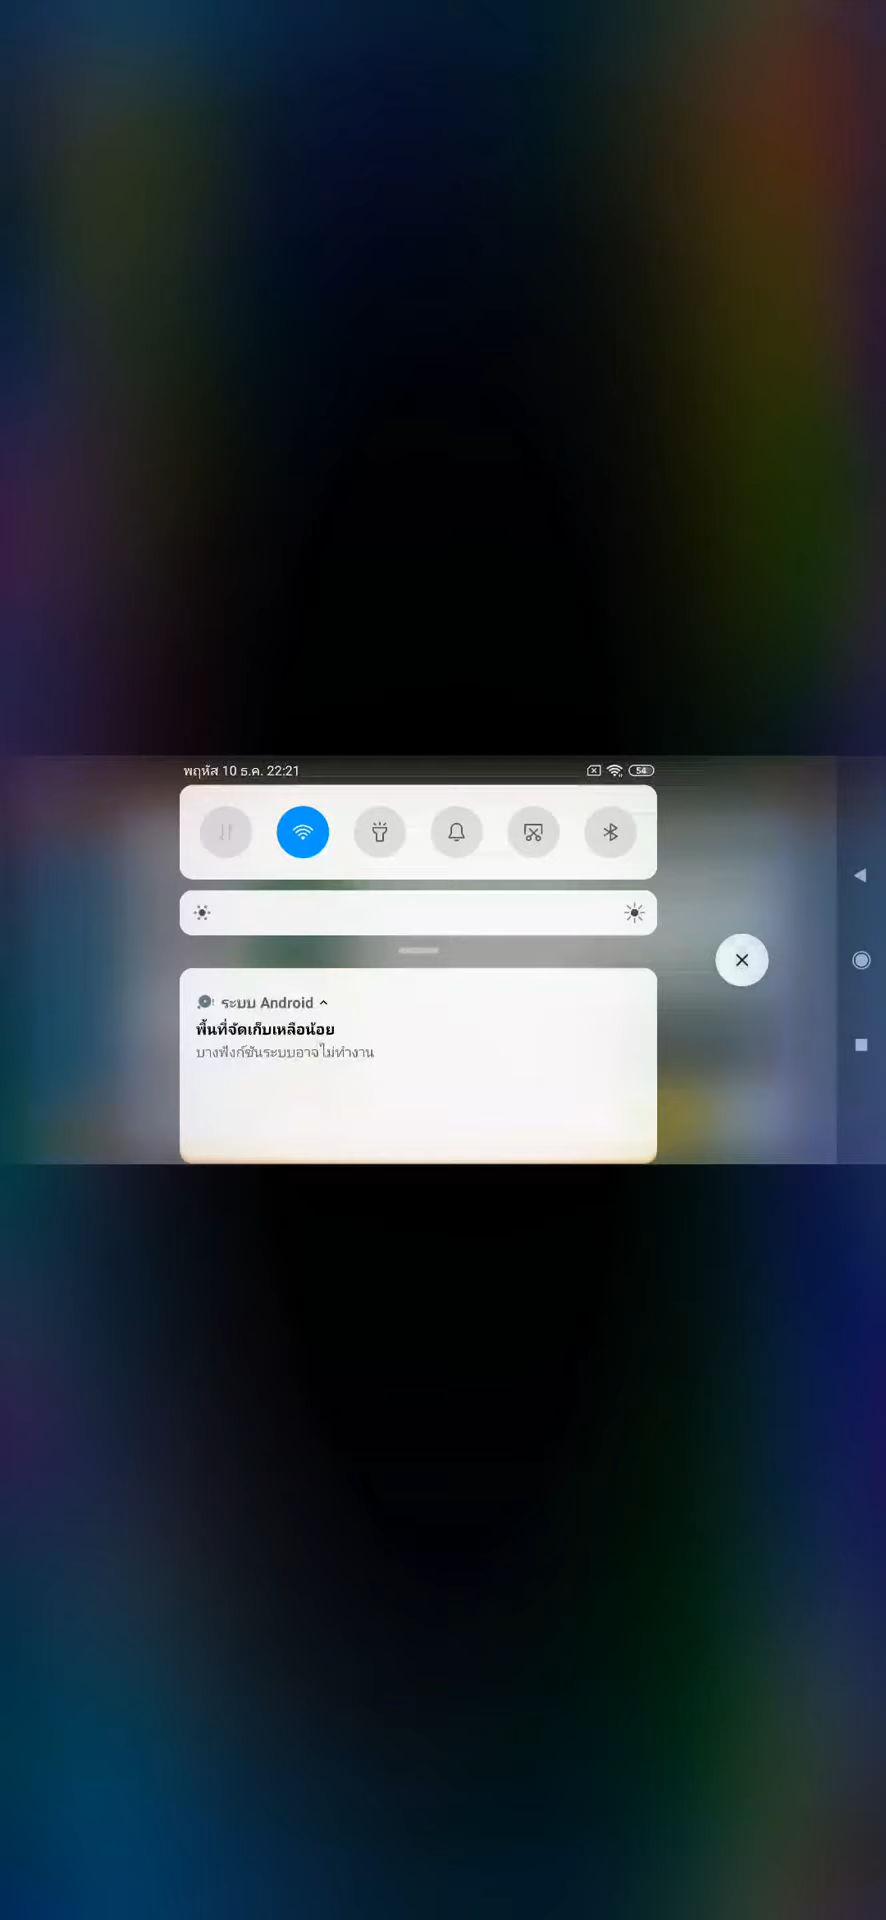 พฤหัส 10 ธ.ค. 22:21
54
ระบบ Android
พื้นที่จัดเก็บเหลือน้อย
บางฟังก์ชันระบบอาจไม่ทำงาน